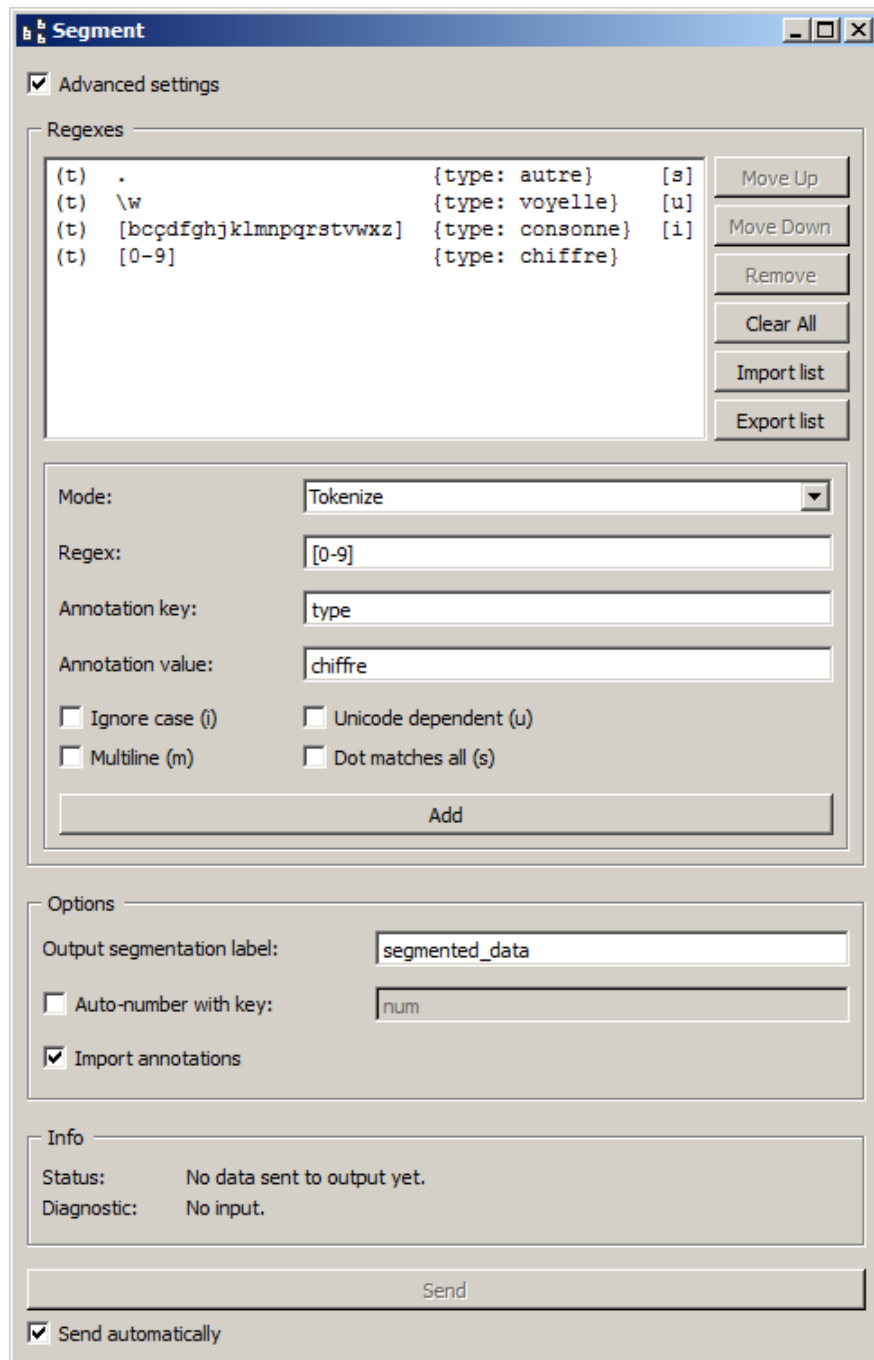 Segment
Advanced settings
Regexes
(t) . {type: autre} [s]
(t) \w {type: voyelle} [u]
(t) [bcçdfghjklmnpqrstvwxz] {type: consonne} [i]
(t) [0-9] {type: chiffre}
Move Up
Move Down
Remove
Clear All
Import list
Export list
Mode: Tokenize
Regex: [0-9]
Annotation key: type
Annotation value: chiffre
Ignore case (i) Unicode dependent (u)
Multiline (m) Dot matches all (s)
Add
Options
Output segmentation label: segmented_data
Auto-number with key: num
Import annotations
Info
Status: No data sent to output yet.
Diagnostic: No input.
Send
Send automatically